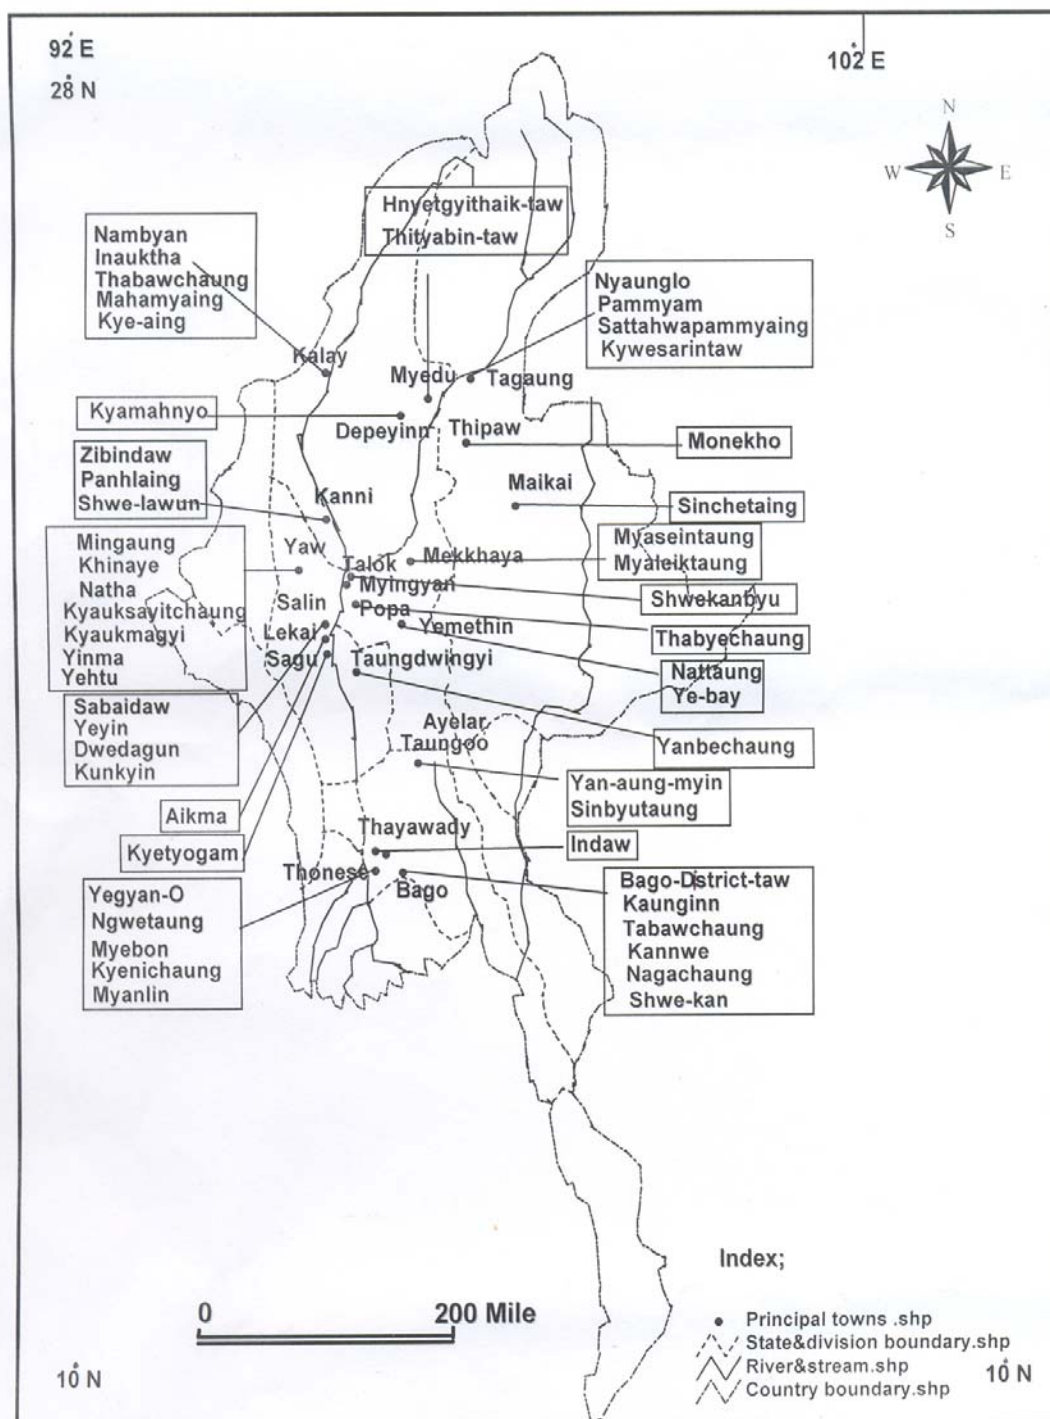 92 E
28 N
102 E
N
W
E
S
Hnyetgyithaik-taw
Thityabin-taw
Nambyan
Inauktha
Thabawchaung
Mahamyaing
Kye-aing
Nyaunglo
Pammyam
Sattahwapammyaing
Kywesarintaw
Kalay
Myedu
Tagaung
Kyamahnyo
Depeyinn
Thipaw
Monekho
Zibindaw
Panhlaing
Shwe-lawun
Kanni
Maikai
Sinchetaing
Mingaung
Khinaye
Natha
Kyauksayitchaung
Kyaukmagyi
Yinma
Yehtu
Yaw
Talok
Mekkhaya
Myaseintaung
Myaleiktaung
Myingyan
Shwekanbyu
Salin
Popa
Yemethin
Thabyechaung
Lekai
Sagu
Taungdwingyi
Nattaung
Ye-bay
Sabaidaw
Yeyin
Dwedagun
Kunkyin
Ayelar
Taungoo
Yanbechaung
Yan-aung-myin
Sinbyutaung
Aikma
Kyetyogam
Thayawady
Indaw
Thonese
Bago
Yegyan-O
Ngwetaung
Myebon
Kyenichaung
Myanlin
Bago-District-taw
Kaunginn
Tabawchaung
Kannwe
Nagachaung
Shwe-kan
Index;
0 200 Mile
Principal towns .shp
State&division boundary.shp
River&stream.shp
Country boundary.shp
10 N
10 N